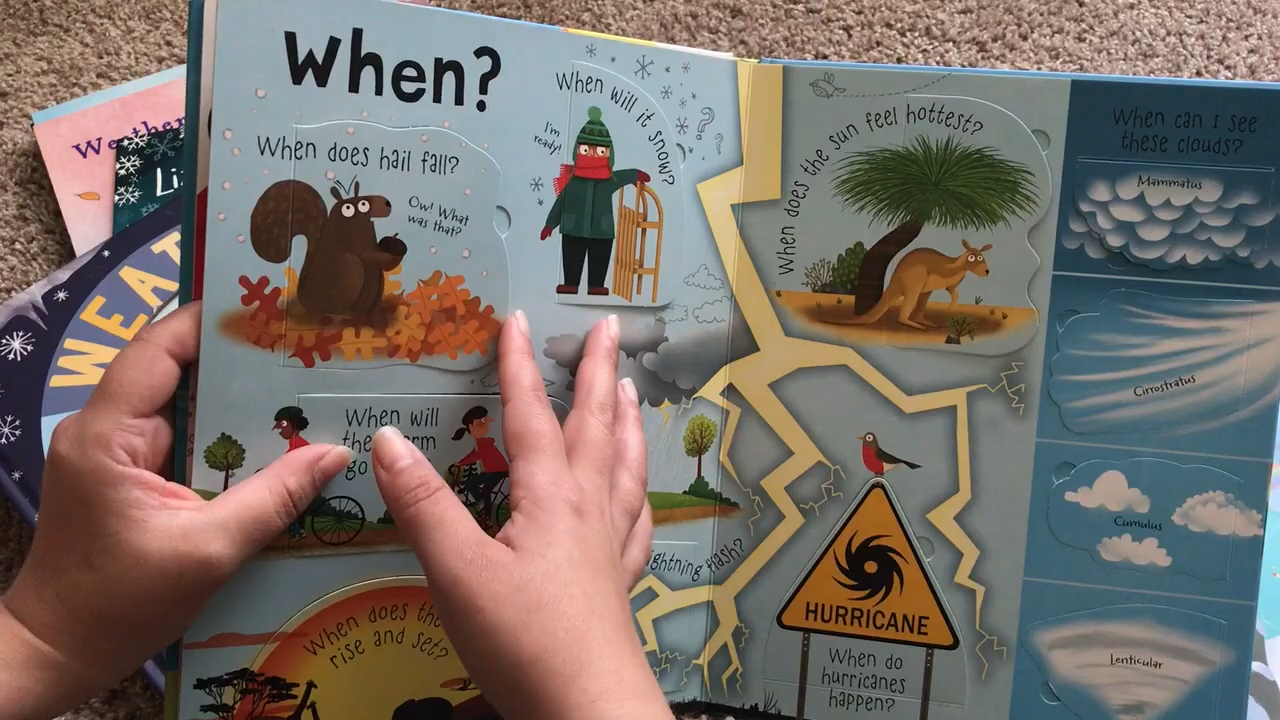 When?
When does hail fall?
Ow! What
was that?
When will it snow?
I'm
ready!
When will
the
go
When does the
rise and set?
lightning flash?
When does the sun feel hottest?
HURRICANE
When do
hurricanes
happen?
When can I see
these clouds?
Mammatus
Cirrostratus
Cumulus
Lenticular
Weather
Li
WEAT